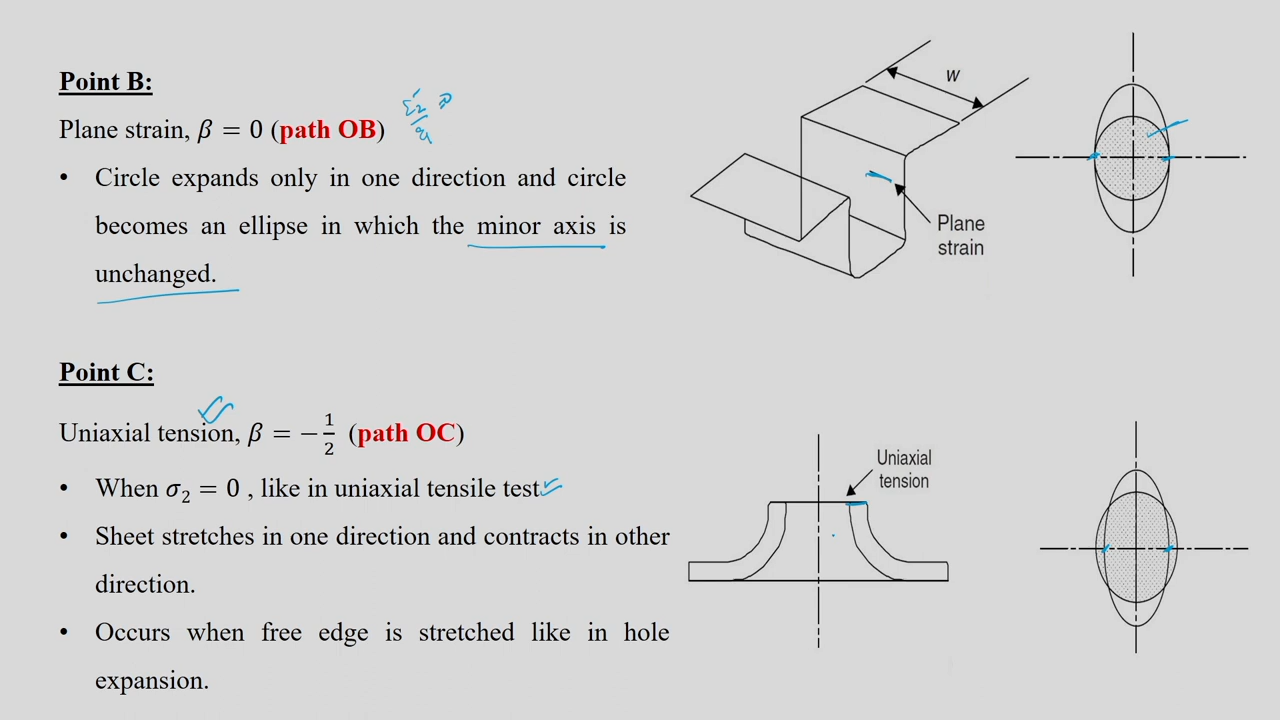 Point B:
Plane strain, β = 0 (path OB)
• Circle expands only in one direction and circle
becomes an ellipse in which the minor axis is
unchanged.
w
Plane
strain
Point C:
Uniaxial tension, β = −1/2 (path OC)
• When σ₂ = 0 , like in uniaxial tensile test
• Sheet stretches in one direction and contracts in other
direction.
• Occurs when free edge is stretched like in hole
expansion.
Uniaxial
tension